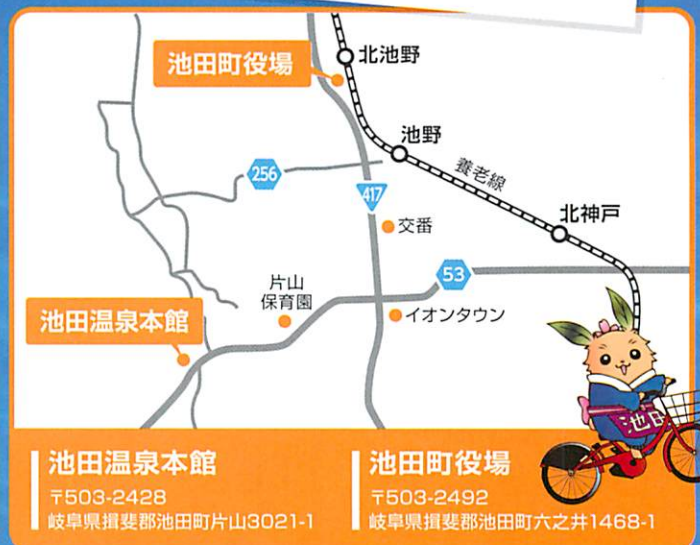 池田町役場
北池野
池野
養老線
256
417
北神戸
交番
53
片山
保育園
イオンタウン
池田温泉本館
池田
池田温泉本館
〒503-2428
岐阜県揖斐郡池田町片山3021-1
池田町役場
〒503-2492
岐阜県揖斐郡池田町六之井1468-1